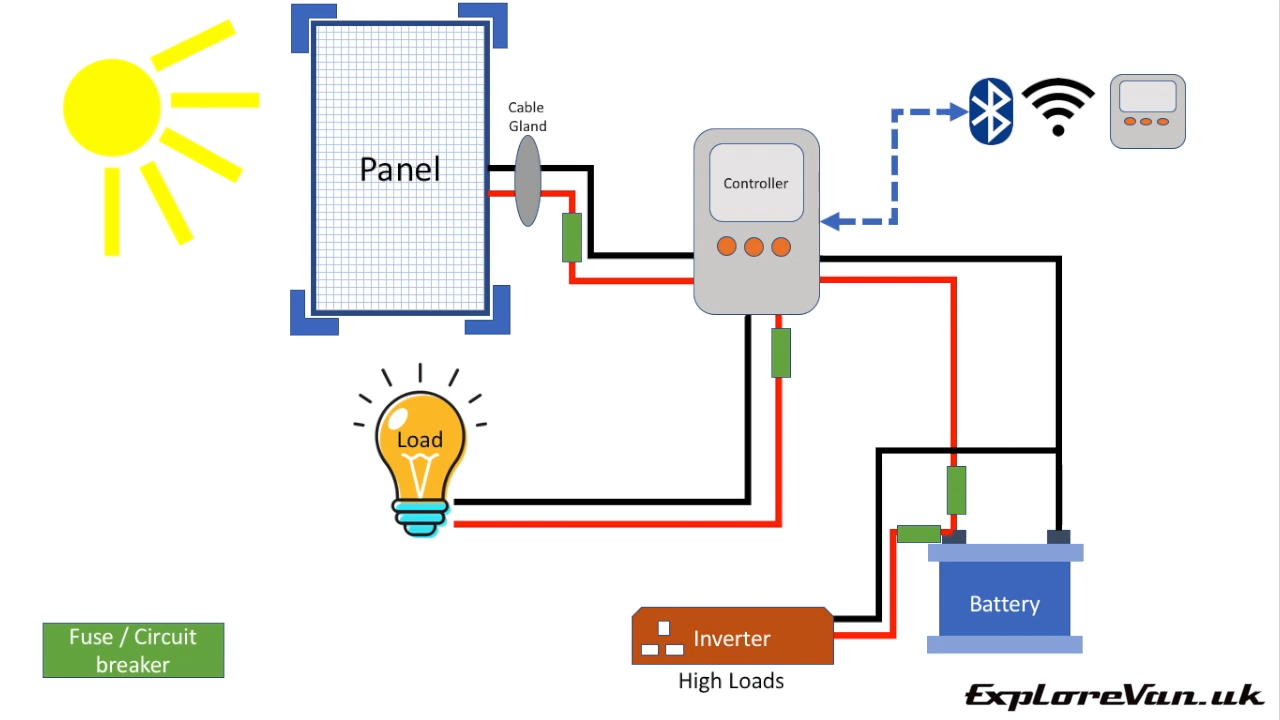 Cable
Gland
Panel
Controller
Load
Battery
Fuse / Circuit
breaker
Inverter
High Loads
ExploreVan.uk